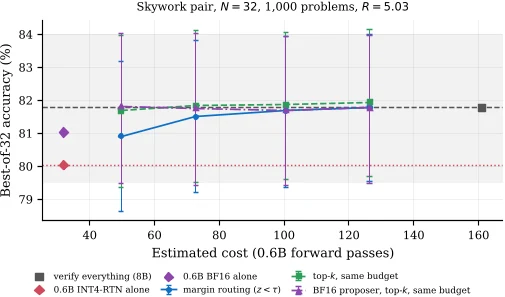 Skywork pair, N = 32, 1,000 problems, R = 5.03
Best-of-32 accuracy (%)
84
83
82
81
80
79
40 60 80 100 120 140 160
Estimated cost (0.6B forward passes)
verify everything (8B)
0.6B INT4-RTN alone
0.6B BF16 alone
margin routing (z < τ)
top-k, same budget
BF16 proposer, top-k, same budget